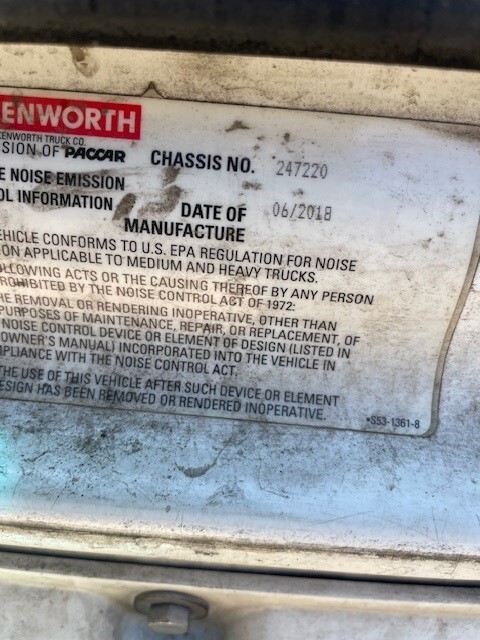 ENWORTH
KENWORTH TRUCK CO.
SION OF PACCAR
CHASSIS NO. 247220
E NOISE EMISSION
OL INFORMATION
DATE OF 06/2018
MANUFACTURE
EHICLE CONFORMS TO U.S. EPA REGULATION FOR NOISE
ON APPLICABLE TO MEDIUM AND HEAVY TRUCKS.
OLLOWING ACTS OR THE CAUSING THEREOF BY ANY PERSON
ROHIBITED BY THE NOISE CONTROL ACT OF 1972:
HE REMOVAL OR RENDERING INOPERATIVE, OTHER THAN
PURPOSES OF MAINTENANCE, REPAIR, OR REPLACEMENT, OF
NOISE CONTROL DEVICE OR ELEMENT OF DESIGN (LISTED IN
OWNER'S MANUAL) INCORPORATED INTO THE VEHICLE IN
MPLIANCE WITH THE NOISE CONTROL ACT.
THE USE OF THIS VEHICLE AFTER SUCH DEVICE OR ELEMENT
ESIGN HAS BEEN REMOVED OR RENDERED INOPERATIVE.
*S53-1361-8